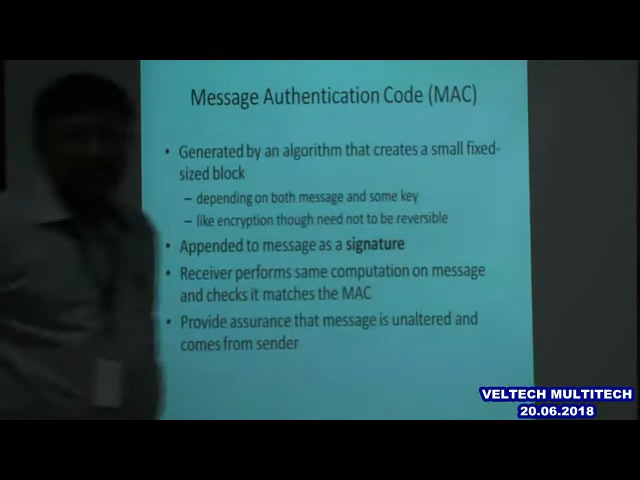 Message Authentication Code (MAC)
• Generated by an algorithm that creates a small fixed-
sized block
– depending on both message and some key
– like encryption though need not to be reversible
• Appended to message as a signature
• Receiver performs same computation on message
and checks it matches the MAC
• Provide assurance that message is unaltered and
comes from sender
VELTECH MULTITECH
20.06.2018